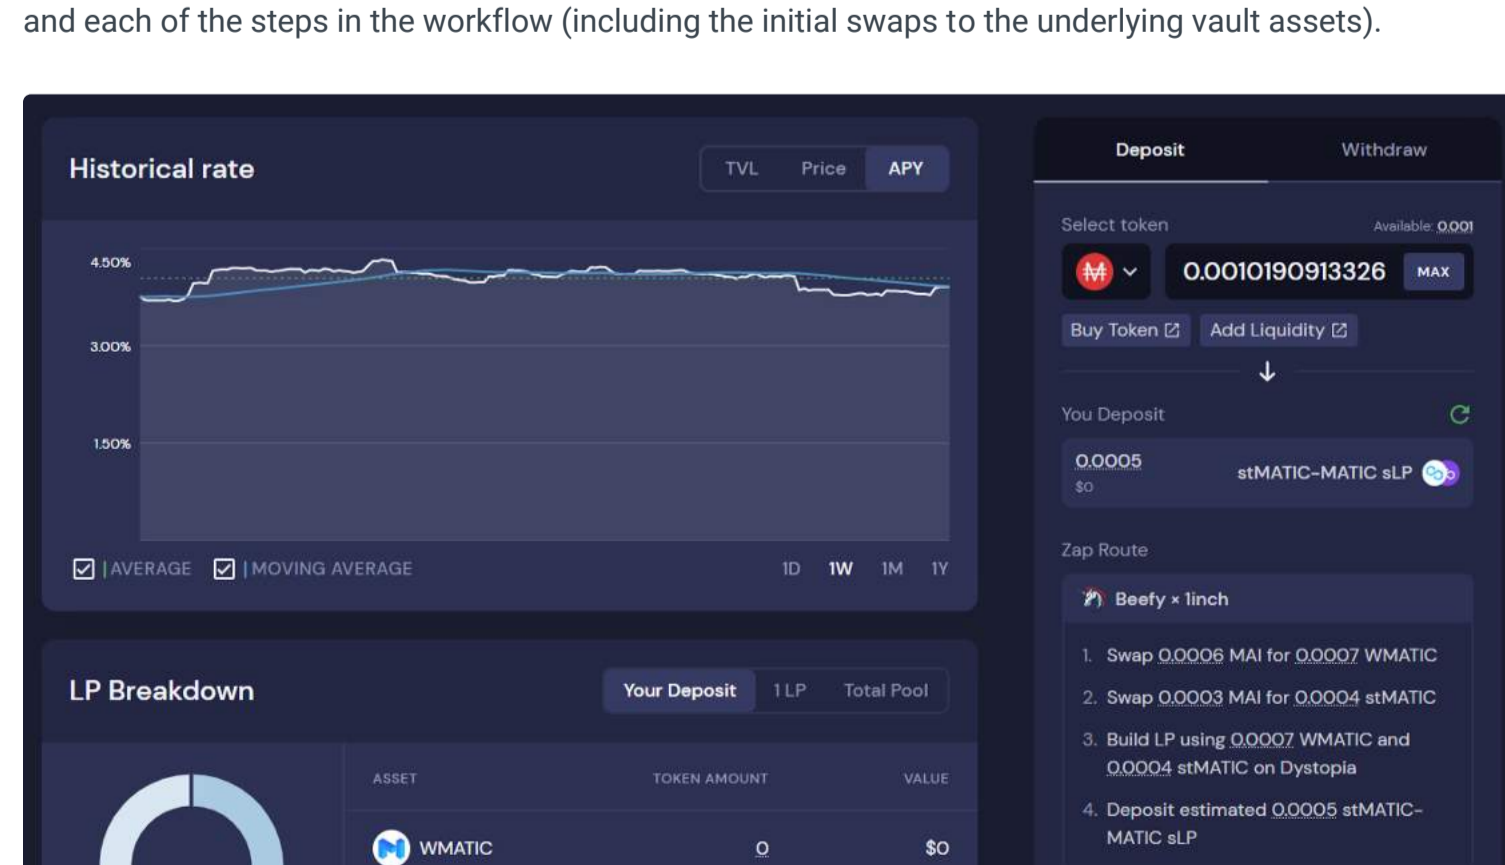 and each of the steps in the workflow (including the initial swaps to the underlying vault assets).
Historical rate
TVL Price APY
4.50%
3.00%
1.50%
AVERAGE MOVING AVERAGE
1D 1W 1M 1Y
LP Breakdown
Your Deposit 1 LP Total Pool
ASSET TOKEN AMOUNT VALUE
WMATIC 0 $0
Deposit Withdraw
Select token Available: 0.001
0.0010190913326 MAX
Buy Token Add Liquidity
You Deposit
0.0005
$0
stMATIC-MATIC sLP
Zap Route
Beefy × 1inch
1. Swap 0.0006 MAI for 0.0007 WMATIC
2. Swap 0.0003 MAI for 0.0004 stMATIC
3. Build LP using 0.0007 WMATIC and
0.0004 stMATIC on Dystopia
4. Deposit estimated 0.0005 stMATIC-
MATIC sLP